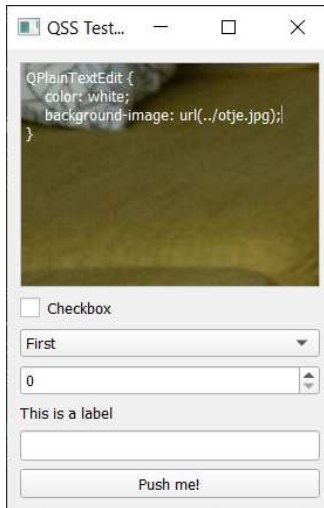 QSS Test...
QPlainTextEdit {
    color: white;
    background-image: url(../otje.jpg);
}
Checkbox
First
0
This is a label
Push me!